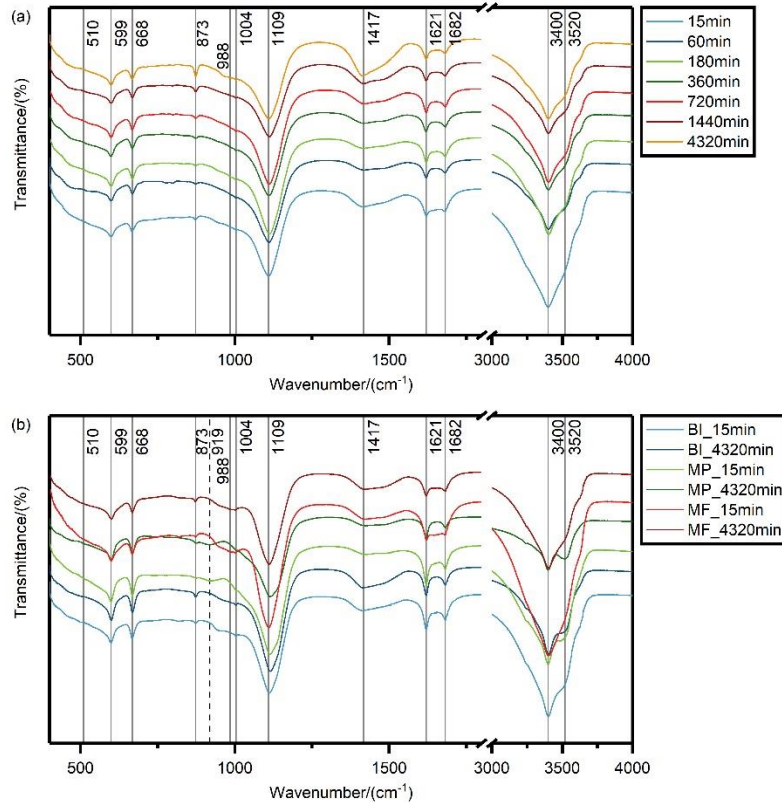 (a)
510
599
668
873
988
1004
1109
1417
1621
1682
3400
3520
15min
60min
180min
360min
720min
1440min
4320min
Transmittance/(%)
500
1000
1500
3000
3500
4000
Wavenumber/(cm⁻¹)
(b)
510
599
668
873
919
988
1004
1109
1417
1621
1682
3400
3520
BI_15min
BI_4320min
MP_15min
MP_4320min
MF_15min
MF_4320min
Transmittance/(%)
500
1000
1500
3000
3500
4000
Wavenumber/(cm⁻¹)